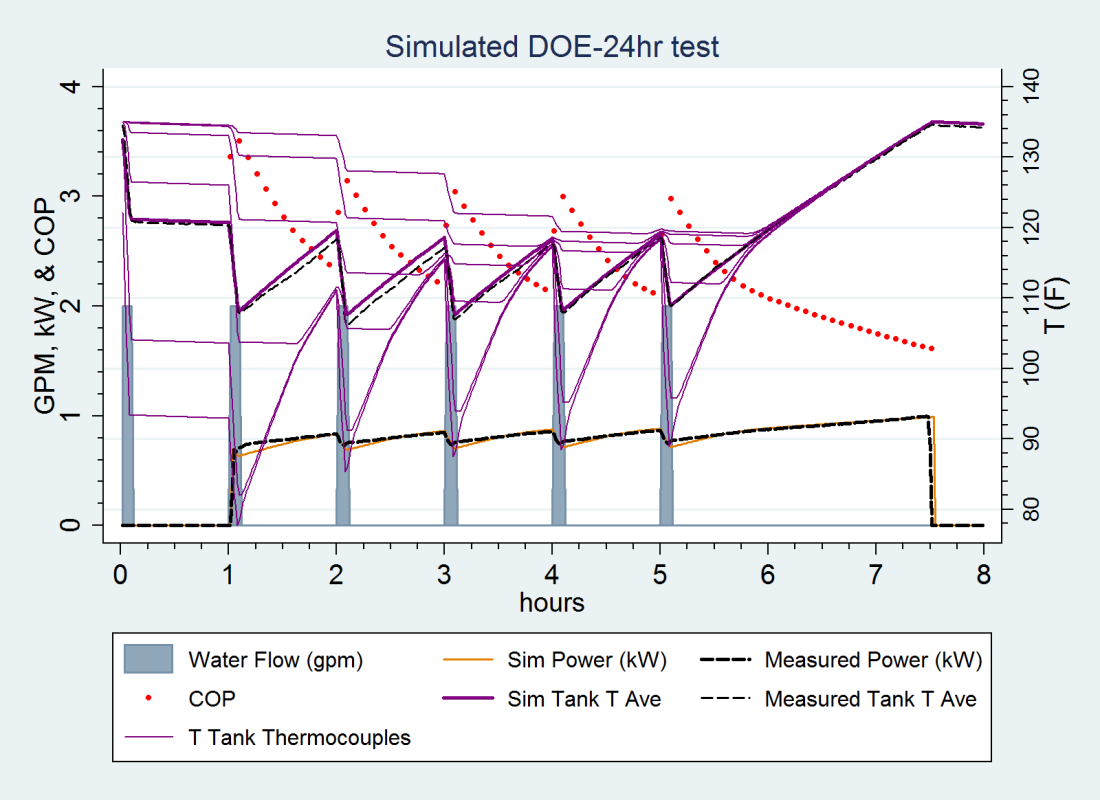 Simulated DOE-24hr test
GPM, kW, & COP
4
3
2
1
0
140
130
120
110
100
90
80
T (F)
0 1 2 3 4 5 6 7 8
hours
Water Flow (gpm) Sim Power (kW) Measured Power (kW)
COP Sim Tank T Ave Measured Tank T Ave
T Tank Thermocouples